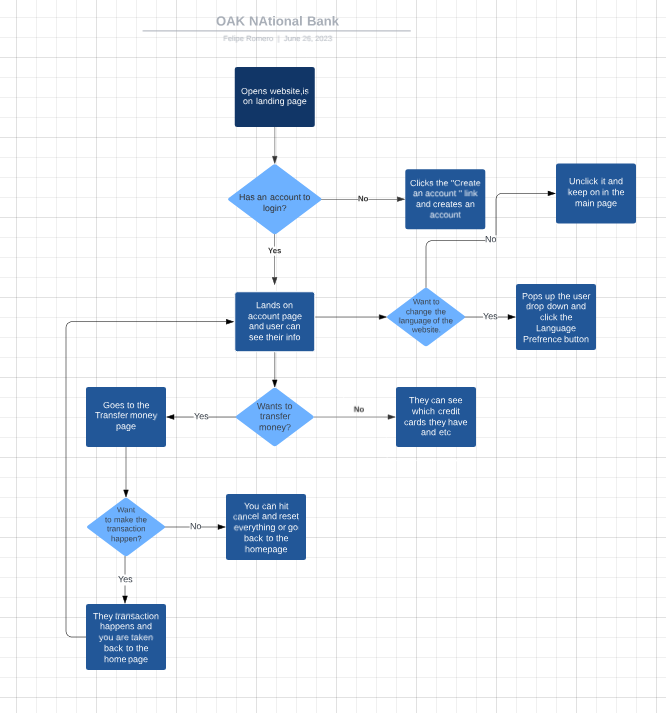 OAK NAtional Bank
Felipe Romero | June 26, 2023
Opens website,is
on landing page
Has an account to
login?
No
Clicks the "Create
an account " link
and creates an
account
Unclick it and
keep on in the
main page
No
Yes
Lands on
account page
and user can
see their info
Want to
change the
language of the
website.
Yes
Pops up the user
drop down and
click the
Language
Prefrence button
Goes to the
Transfer money
page
Yes
Wants to
transfer
money?
No
They can see
which credit
cards they have
and etc
Want
to make the
transaction
happen?
No
You can hit
cancel and reset
everything or go
back to the
homepage
Yes
They transaction
happens and
you are taken
back to the
home page